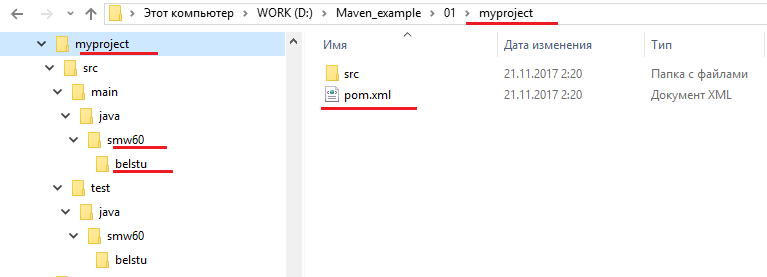 Этот компьютер > WORK (D:) > Maven_example > 01 > myproject
myproject
src
main
java
smw60
belstu
test
java
smw60
belstu
Имя Дата изменения Тип
src 21.11.2017 2:20 Папка с файлами
pom.xml 21.11.2017 2:20 Документ XML